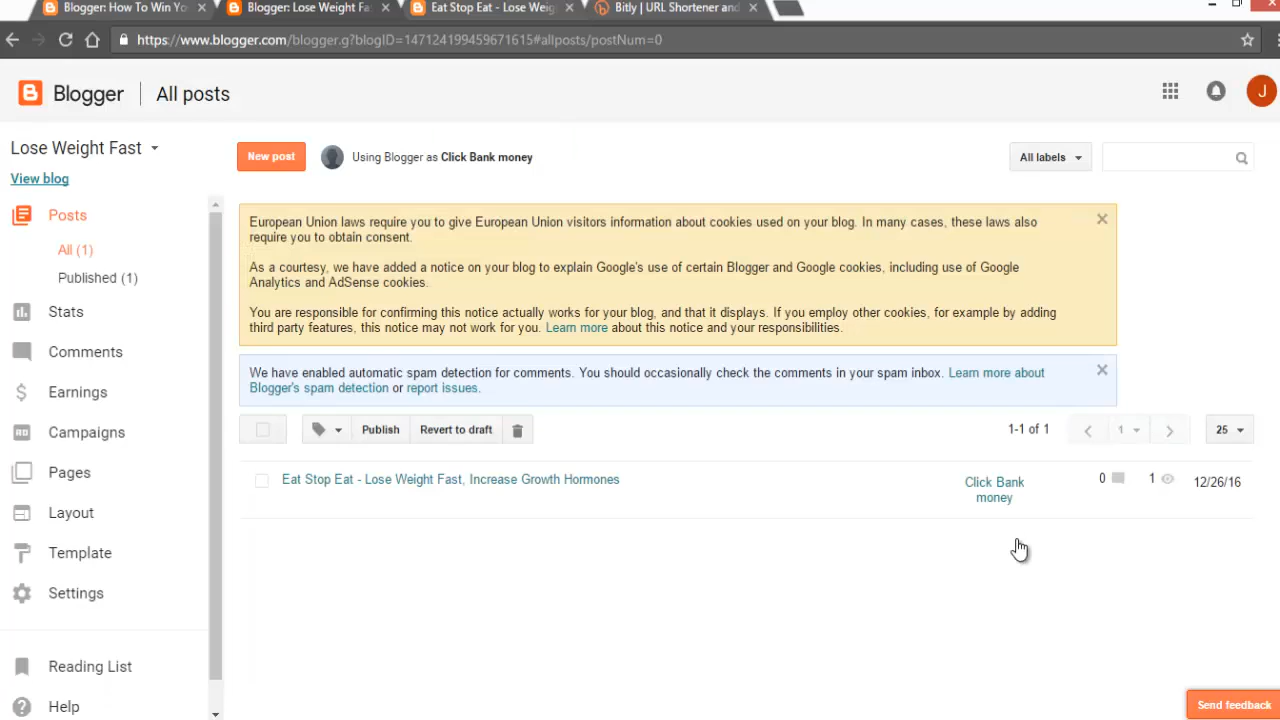 Blogger: How To Win Yo
Blogger: Lose Weight Fa
Eat Stop Eat - Lose Weig
Bitly | URL Shortener and
https://www.blogger.com/blogger.g?blogID=147124199459671615#allposts/postNum=0
Blogger All posts
J
Lose Weight Fast
View blog
New post
Using Blogger as Click Bank money
All labels
Posts
All (1)
Published (1)
Stats
Comments
Earnings
Campaigns
Pages
Layout
Template
Settings
Reading List
Help
European Union laws require you to give European Union visitors information about cookies used on your blog. In many cases, these laws also
require you to obtain consent.
As a courtesy, we have added a notice on your blog to explain Google's use of certain Blogger and Google cookies, including use of Google
Analytics and AdSense cookies.
You are responsible for confirming this notice actually works for your blog, and that it displays. If you employ other cookies, for example by adding
third party features, this notice may not work for you. Learn more about this notice and your responsibilities.
We have enabled automatic spam detection for comments. You should occasionally check the comments in your spam inbox. Learn more about
Blogger's spam detection or report issues.
Publish
Revert to draft
1-1 of 1
1
25
Eat Stop Eat - Lose Weight Fast, Increase Growth Hormones
Click Bank
money
0
1
12/26/16
Send feedback